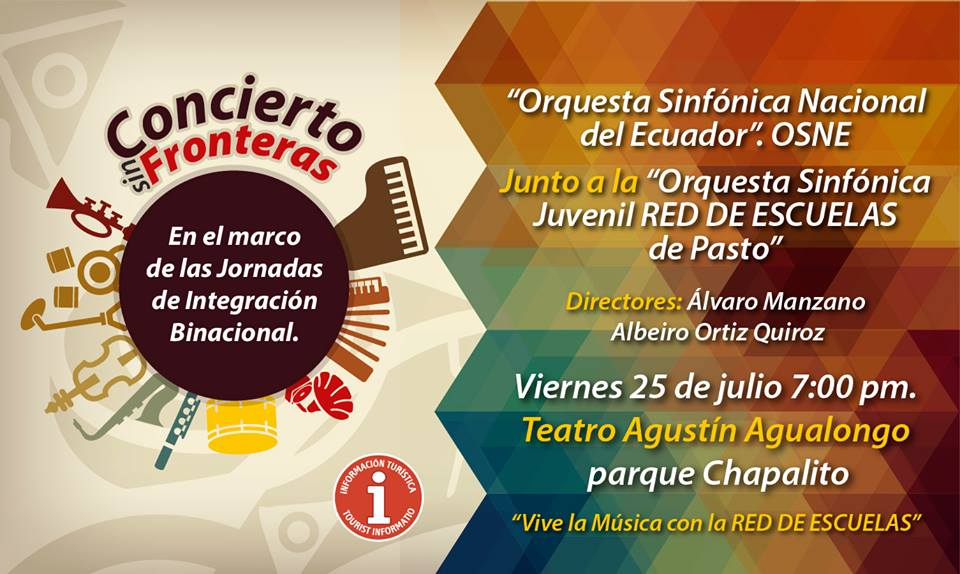 Concierto
sin Fronteras
En el marco
de las Jornadas
de Integración
Binacional.
INFORMACIÓN TURÍSTICA
i
TOURIST INFORMATIO
“Orquesta Sinfónica Nacional
del Ecuador”. OSNE
Junto a la “Orquesta Sinfónica
Juvenil RED DE ESCUELAS
de Pasto”
Directores: Álvaro Manzano
Albeiro Ortiz Quiroz
Viernes 25 de julio 7:00 pm.
Teatro Agustín Agualongo
parque Chapalito
“Vive la Música con la RED DE ESCUELAS”